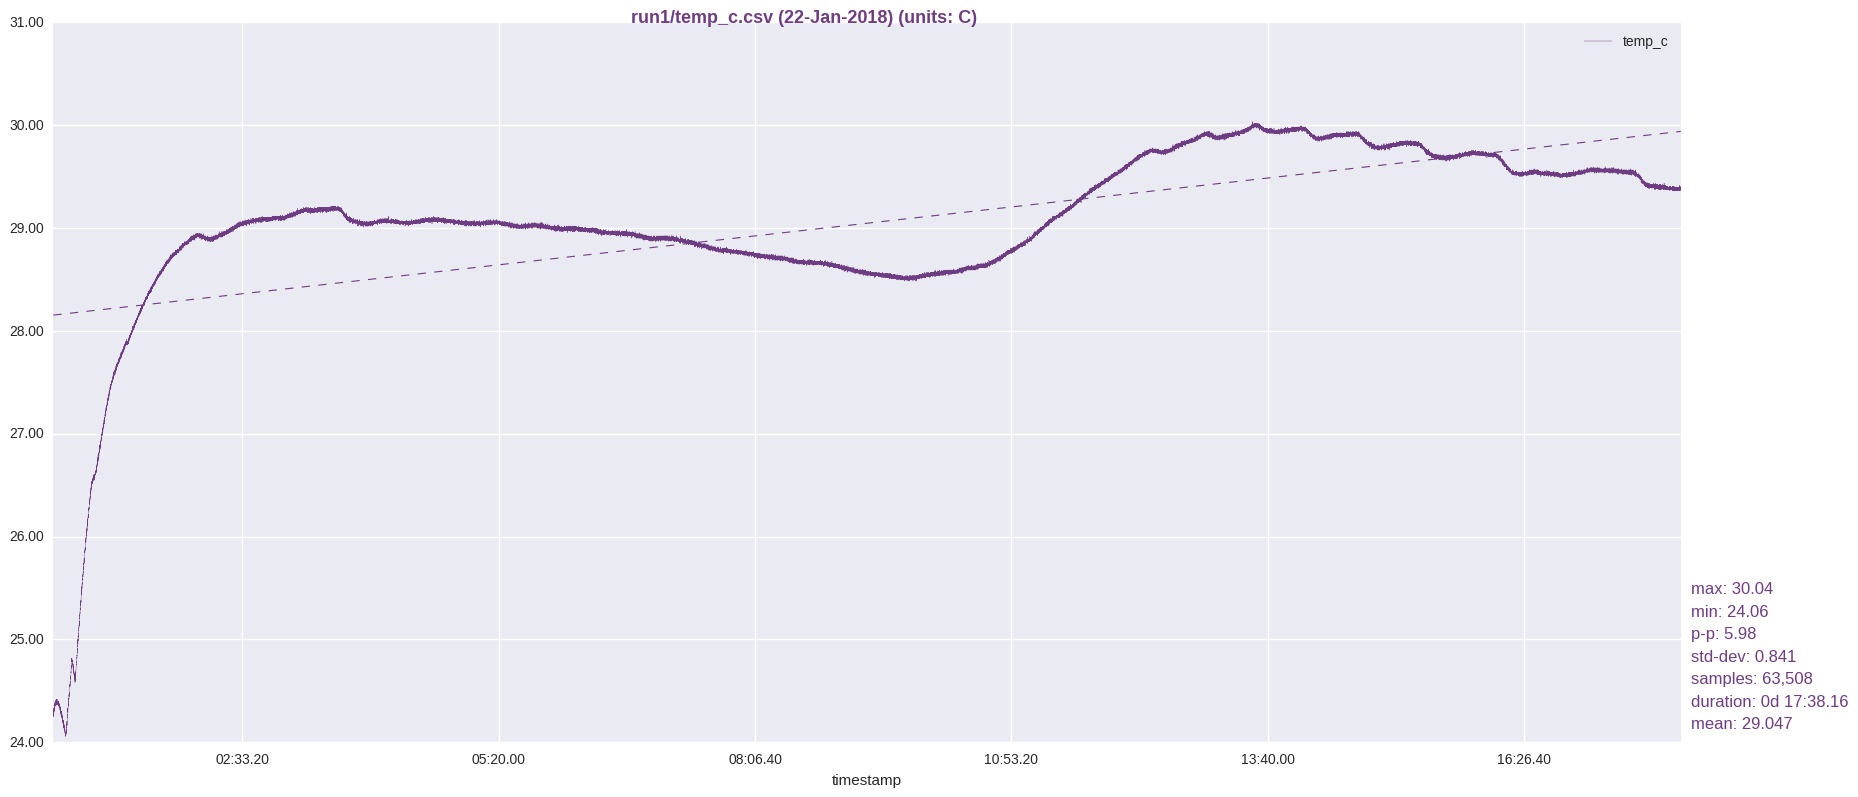 run1/temp_c.csv (22-Jan-2018) (units: C)
temp_c
31.00
30.00
29.00
28.00
27.00
26.00
25.00
24.00
02:33.20
05:20.00
08:06.40
10:53.20
13:40.00
16:26.40
timestamp
max: 30.04
min: 24.06
p-p: 5.98
std-dev: 0.841
samples: 63,508
duration: 0d 17:38.16
mean: 29.047